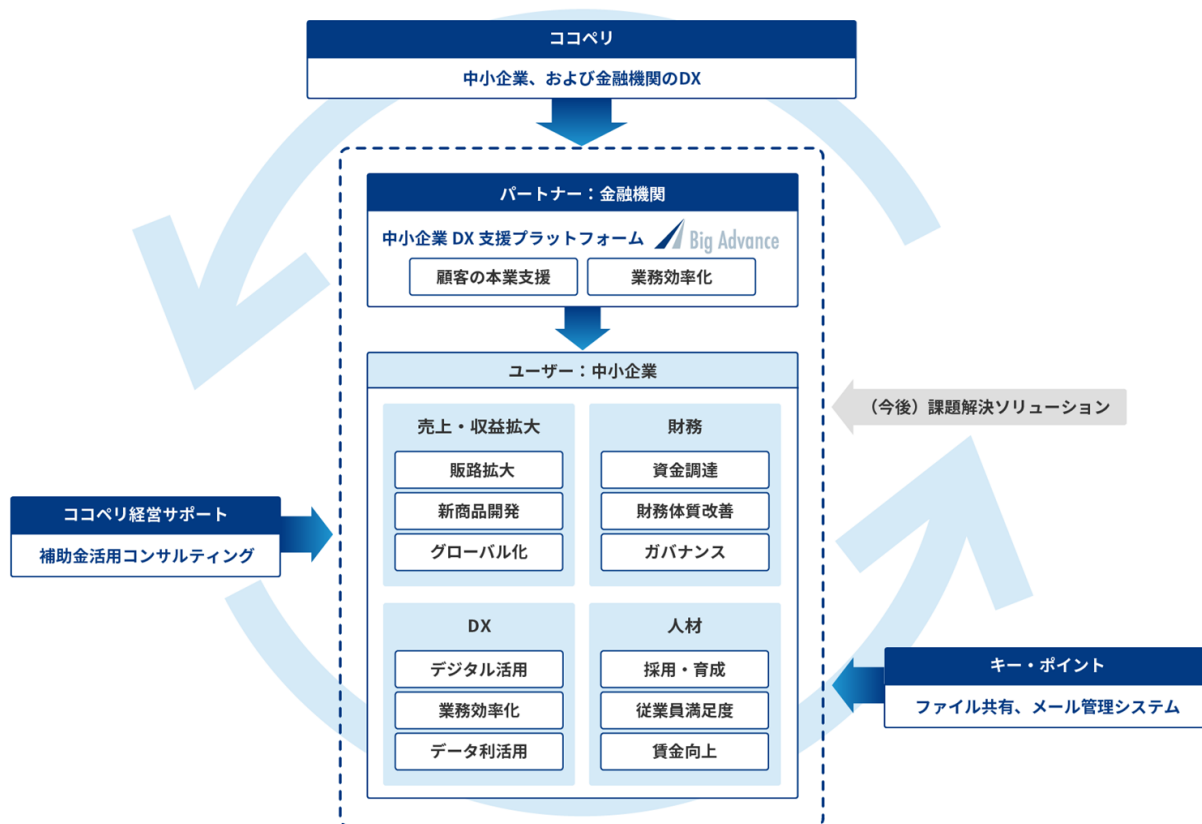 ココペリ
中小企業、および金融機関のDX
パートナー：金融機関
中小企業 DX 支援プラットフォーム Big Advance
顧客の本業支援
業務効率化
ユーザー：中小企業
売上・収益拡大
販路拡大
新商品開発
グローバル化
財務
資金調達
財務体質改善
ガバナンス
DX
デジタル活用
業務効率化
データ利活用
人材
採用・育成
従業員満足度
賃金向上
（今後）課題解決ソリューション
ココペリ経営サポート
補助金活用コンサルティング
キー・ポイント
ファイル共有、メール管理システム